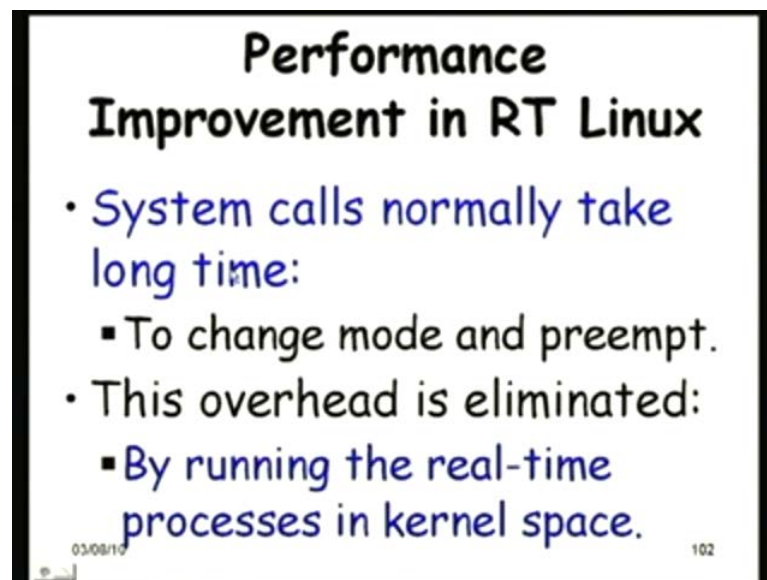 Performance
Improvement in RT Linux
• System calls normally take
long time:
▪ To change mode and preempt.
• This overhead is eliminated:
▪ By running the real-time
processes in kernel space.
03/08/10
102